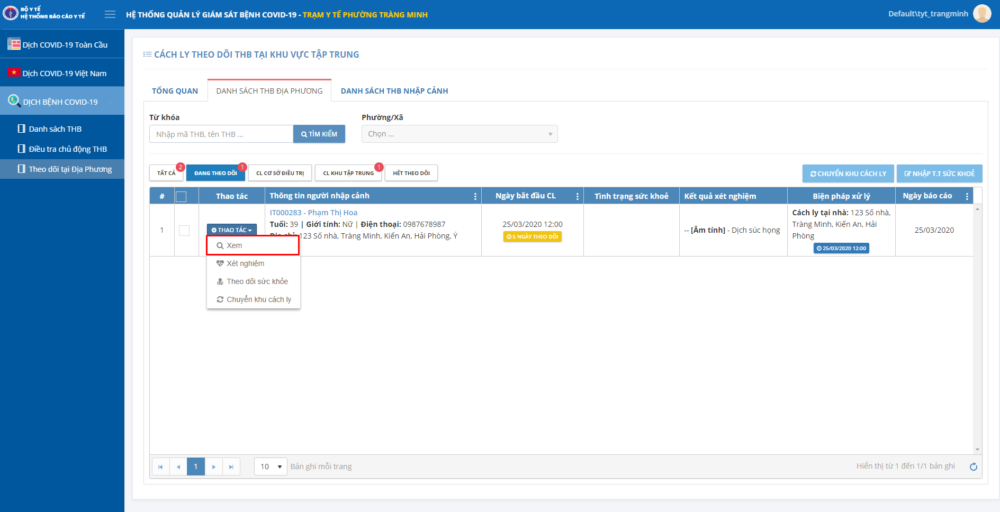 BỘ Y TẾ
HỆ THỐNG BÁO CÁO Y TẾ
HỆ THỐNG QUẢN LÝ GIÁM SÁT BỆNH COVID-19 - TRẠM Y TẾ PHƯỜNG TRÀNG MINH
Default\tyt_trangminh
Dịch COVID-19 Toàn Cầu
Dịch COVID-19 Việt Nam
DỊCH BỆNH COVID-19
Danh sách THB
Điều tra chủ động THB
Theo dõi tại Địa Phương
CÁCH LY THEO DÕI THB TẠI KHU VỰC TẬP TRUNG
TỔNG QUAN
DANH SÁCH THB ĐỊA PHƯƠNG
DANH SÁCH THB NHẬP CẢNH
Từ khóa
Phường/Xã
Nhập mã THB, tên THB ...
TÌM KIẾM
Chọn ...
TẤT CẢ 2
ĐANG THEO DÕI 1
CL CƠ SỞ ĐIỀU TRỊ
CL KHU TẬP TRUNG 1
HẾT THEO DÕI
CHUYỂN KHU CÁCH LY
NHẬP T.T SỨC KHOẺ
# Thao tác Thông tin người nhập cảnh Ngày bắt đầu CL Tình trạng sức khoẻ Kết quả xét nghiệm Biện pháp xử lý Ngày báo cáo
1
THAO TÁC
IT000283 - Phạm Thị Hoa
Tuổi: 39 | Giới tính: Nữ | Điện thoại: 0987678987
Địa chỉ: 123 Số nhà, Tràng Minh, Kiến An, Hải Phòng, Ý
25/03/2020 12:00
5 NGÀY THEO DÕI
-- [Âm tính] - Dịch súc họng
Cách ly tại nhà: 123 Số nhà,
Tràng Minh, Kiến An, Hải
Phòng
25/03/2020 12:00
25/03/2020
Xem
Xét nghiệm
Theo dõi sức khỏe
Chuyển khu cách ly
1
10
Bản ghi mỗi trang
Hiển thị từ 1 đến 1/1 bản ghi